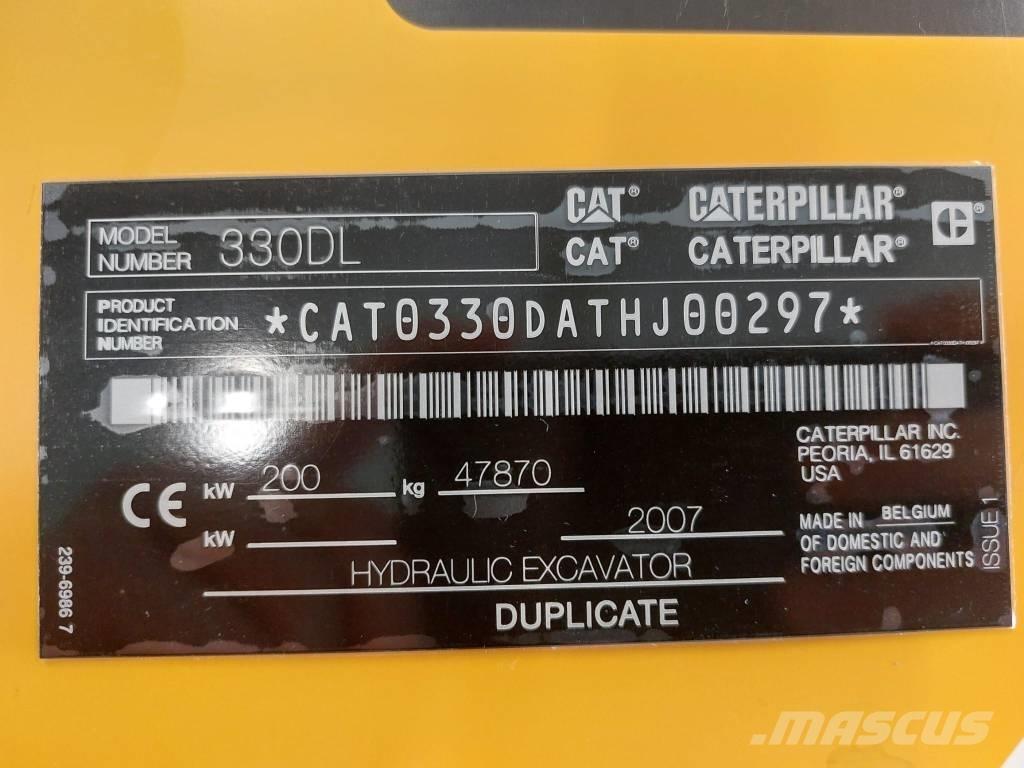 CAT® CATERPILLAR®
CAT® CATERPILLAR®
MODEL NUMBER 330DL
PRODUCT IDENTIFICATION NUMBER *CAT0330DATHJ00297*
*CAT0330DATHJ00297*
CATERPILLAR INC.
PEORIA, IL 61629
USA
CE kW 200 kg 47870
kW 2007
MADE IN BELGIUM
OF DOMESTIC AND
FOREIGN COMPONENTS
HYDRAULIC EXCAVATOR
DUPLICATE
239-6986 7
ISSUE 1
MASCUS